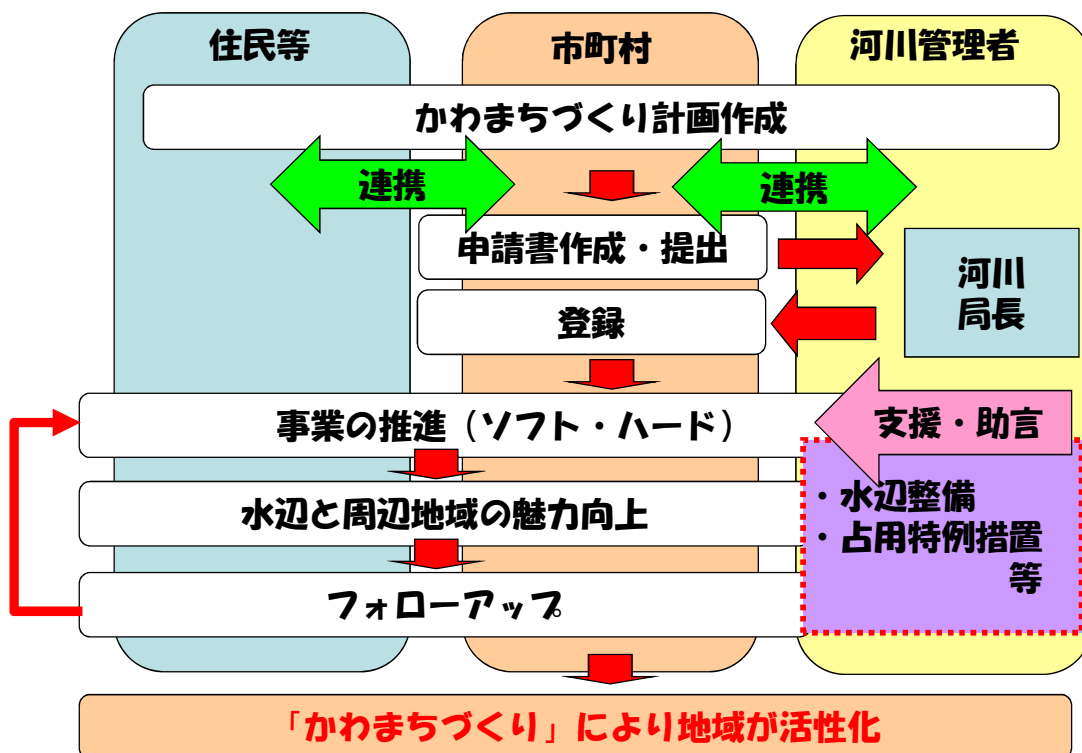 住民等
市町村
河川管理者
かわまちづくり計画作成
連携
連携
申請書作成・提出
河川
局長
登録
事業の推進（ソフト・ハード）
支援・助言
水辺と周辺地域の魅力向上
・水辺整備
・占用特例措置
等
フォローアップ
「かわまちづくり」により地域が活性化